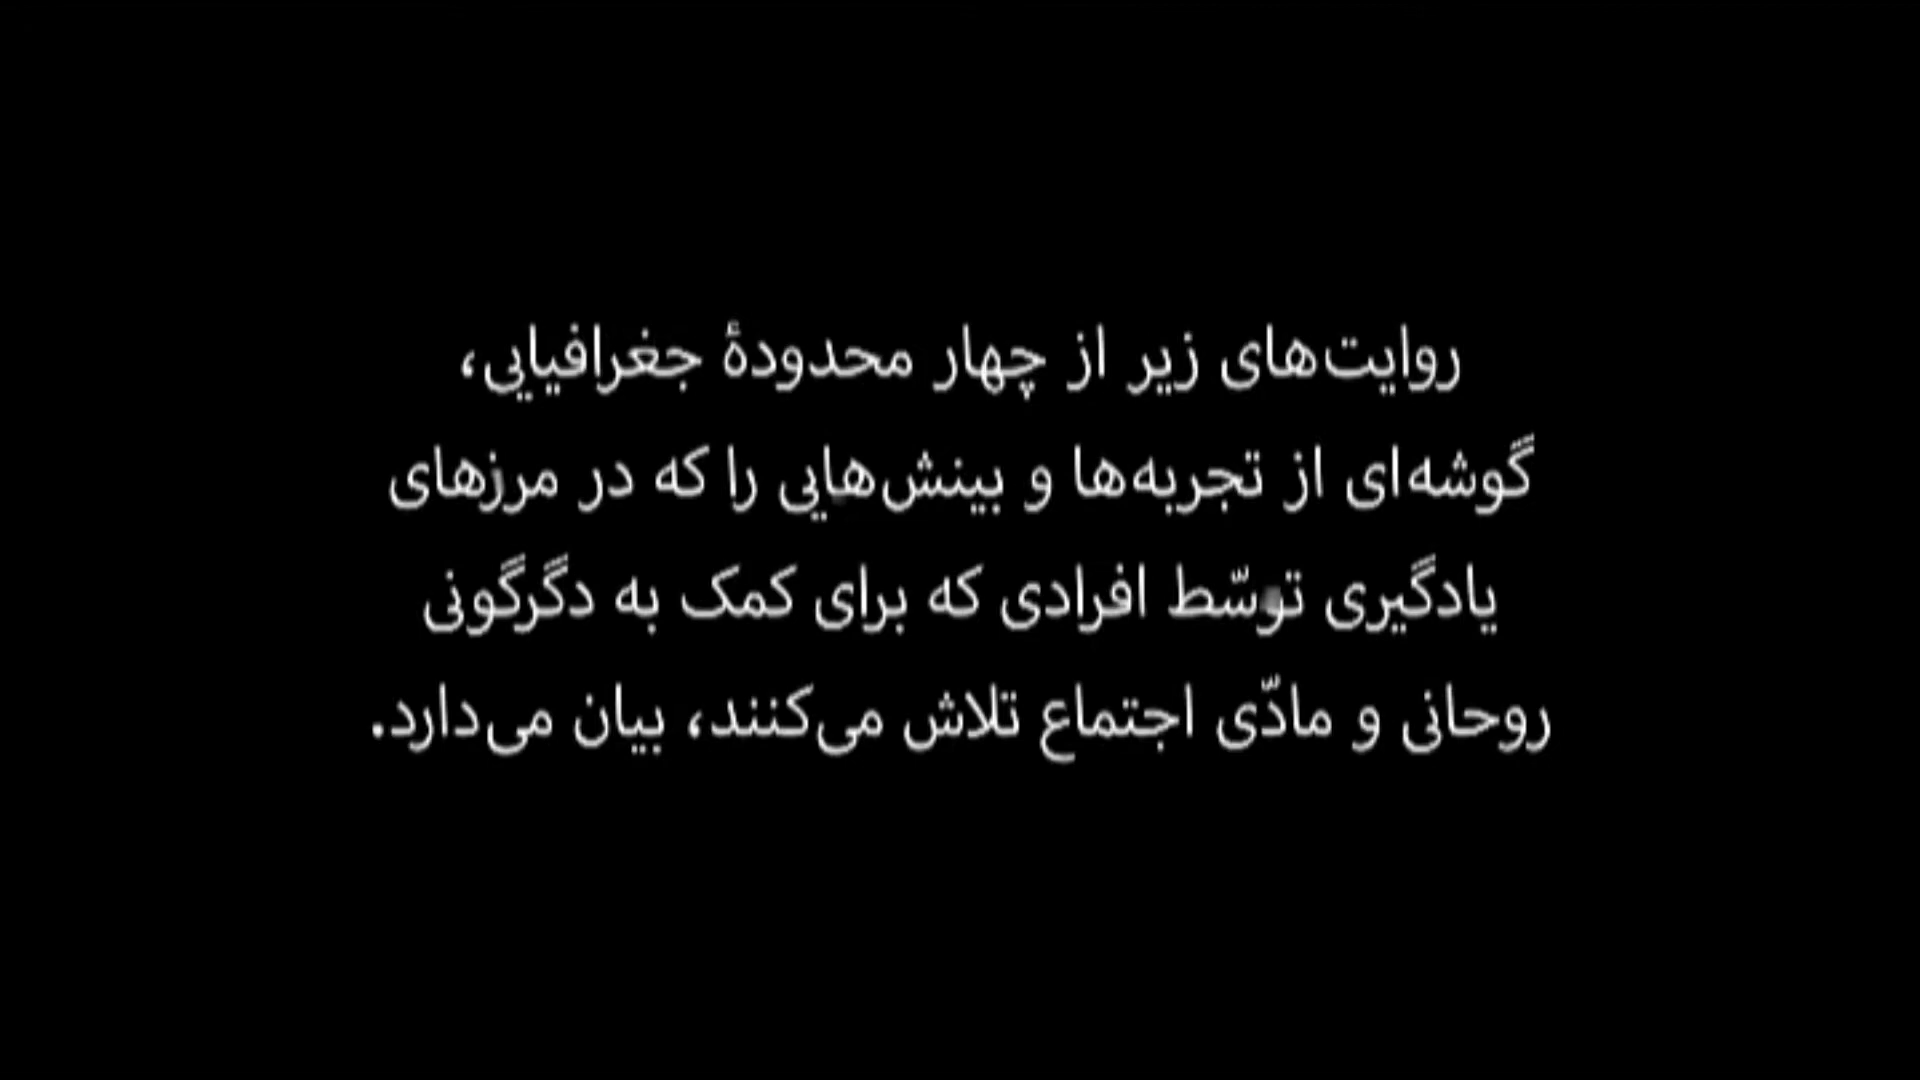 روایت‌های زیر از چهار محدودهٔ جغرافیایی،
گوشه‌ای از تجربه‌ها و بینش‌هایی را که در مرزهای
یادگیری توسّط افرادی که برای کمک به دگرگونی
روحانی و مادّی اجتماع تلاش می‌کنند، بیان می‌دارد.